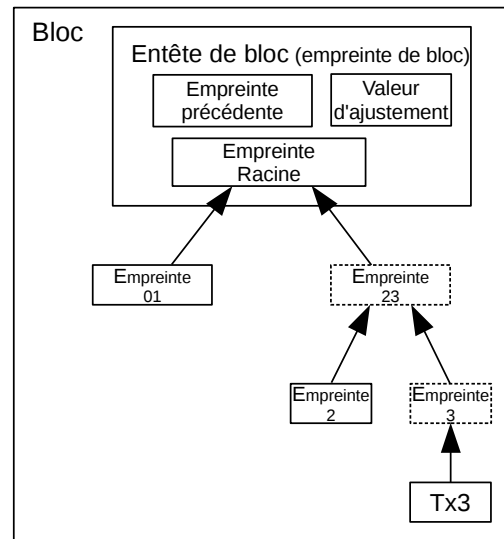 Bloc
Entête de bloc (empreinte de bloc)
Empreinte
précédente
Valeur
d'ajustement
Empreinte
Racine
Empreinte
01
Empreinte
23
Empreinte
2
Empreinte
3
Tx3